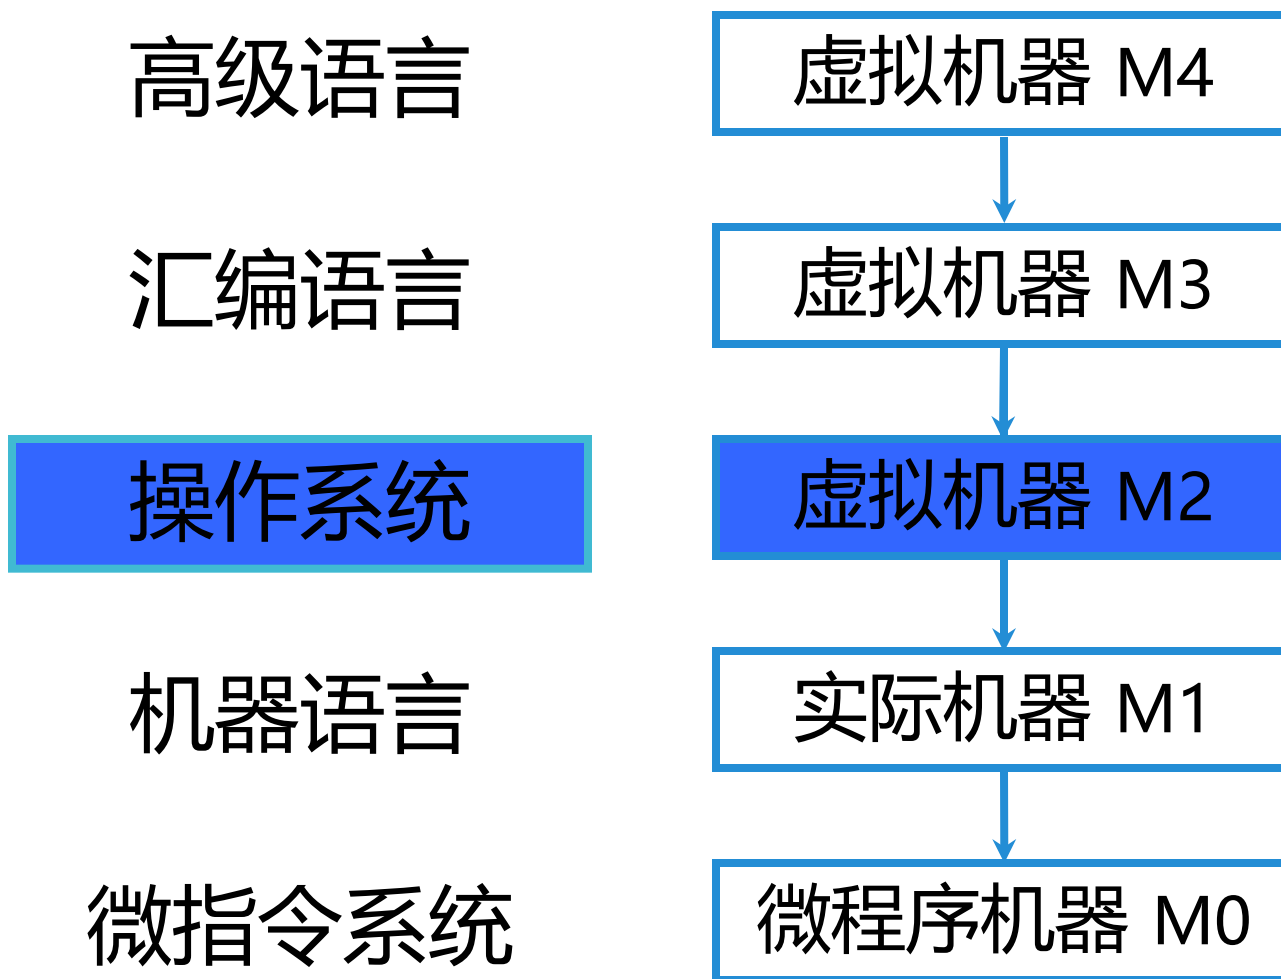 高级语言
虚拟机器 M4
汇编语言
虚拟机器 M3
操作系统
虚拟机器 M2
机器语言
实际机器 M1
微指令系统
微程序机器 M0